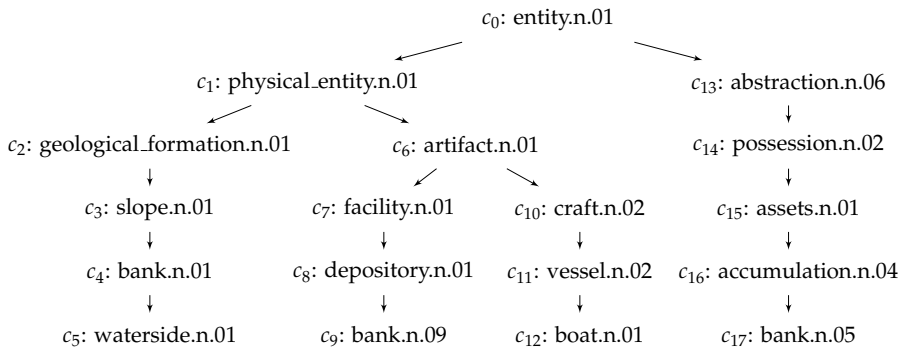 c0: entity.n.01
c1: physical_entity.n.01 c13: abstraction.n.06
c2: geological_formation.n.01 c6: artifact.n.01 c14: possession.n.02
c3: slope.n.01 c7: facility.n.01 c10: craft.n.02 c15: assets.n.01
c4: bank.n.01 c8: depository.n.01 c11: vessel.n.02 c16: accumulation.n.04
c5: waterside.n.01 c9: bank.n.09 c12: boat.n.01 c17: bank.n.05